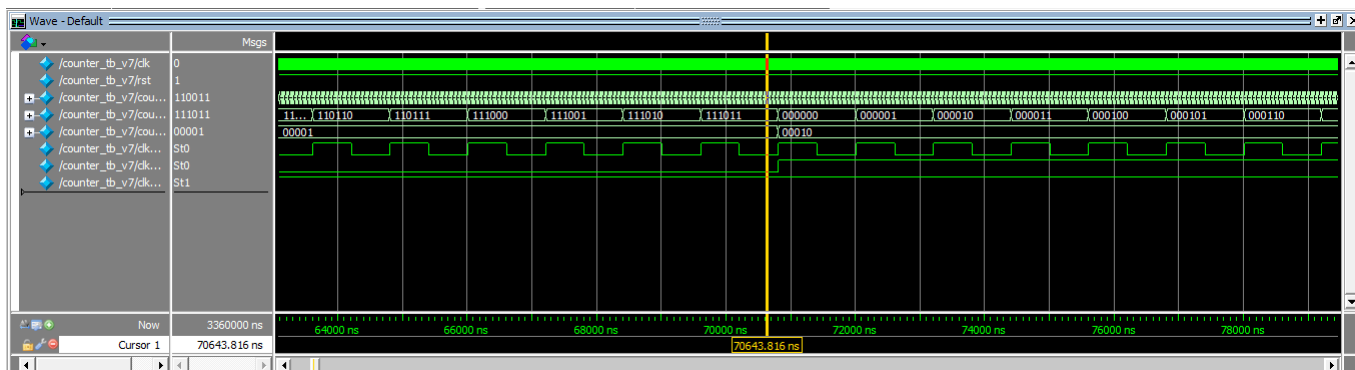 Wave - Default
Msgs
/counter_tb_v7/clk 0
/counter_tb_v7/rst 1
/counter_tb_v7/cou... 110011
/counter_tb_v7/cou... 111011 11... 110110 110111 111000 111001 111010 111011 000000 000001 000010 000011 000100 000101 000110
/counter_tb_v7/cou... 00001 00001 00010
/counter_tb_v7/clk... St0
/counter_tb_v7/clk... St0
/counter_tb_v7/clk... St1
Now 3360000 ns 64000 ns 66000 ns 68000 ns 70000 ns 72000 ns 74000 ns 76000 ns 78000 ns
Cursor 1 70643.816 ns 70643.816 ns